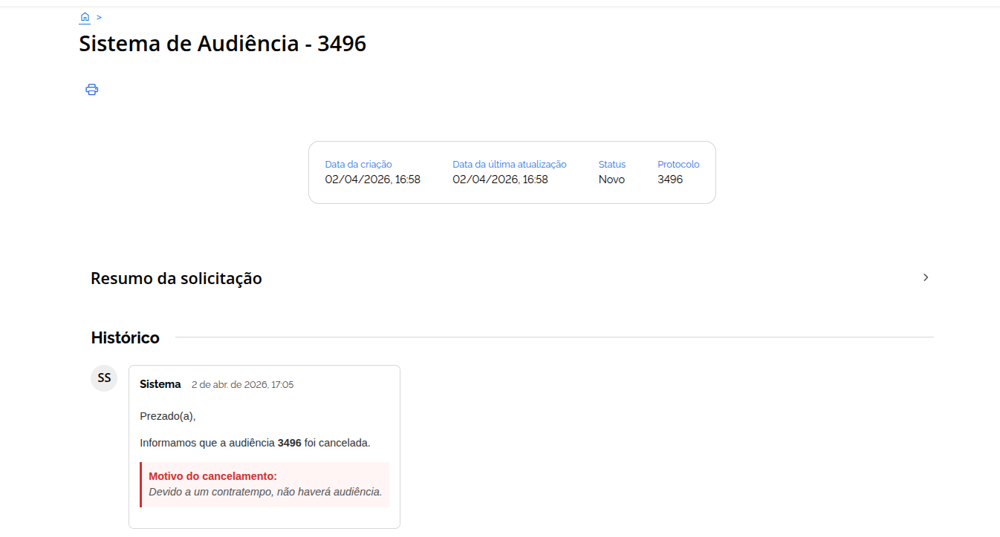 >
Sistema de Audiência - 3496
Data da criação Data da última atualização Status Protocolo
02/04/2026, 16:58 02/04/2026, 16:58 Novo 3496
Resumo da solicitação
Histórico
SS
Sistema 2 de abr. de 2026, 17:05
Prezado(a),
Informamos que a audiência 3496 foi cancelada.
Motivo do cancelamento:
Devido a um contratempo, não haverá audiência.